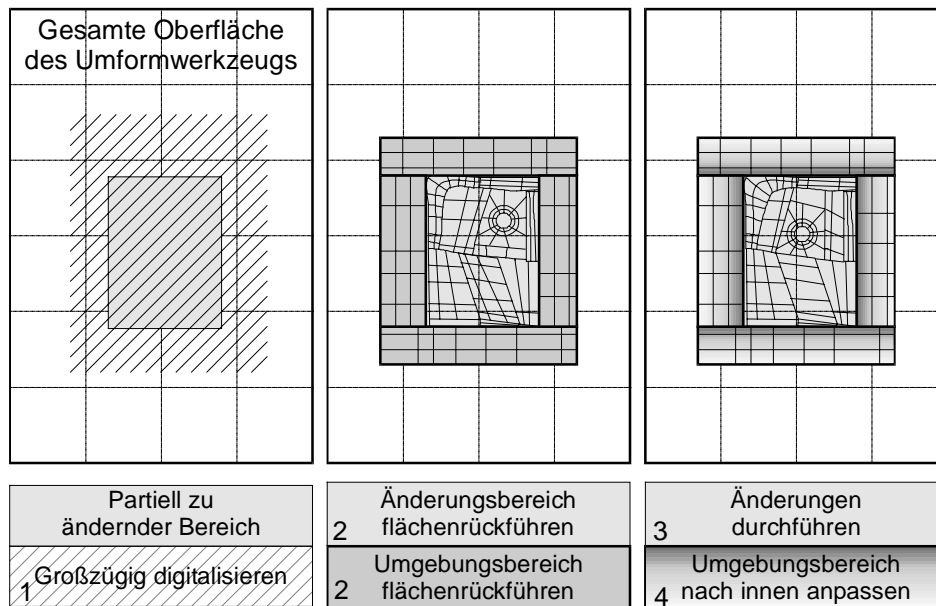 Gesamte Oberfläche
des Umformwerkzeugs
Partiell zu
ändernder Bereich
1 Großzügig digitalisieren
Änderungsbereich
2 flächenrückführen
Umgebungsbereich
2 flächenrückführen
Änderungen
3 durchführen
Umgebungsbereich
4 nach innen anpassen